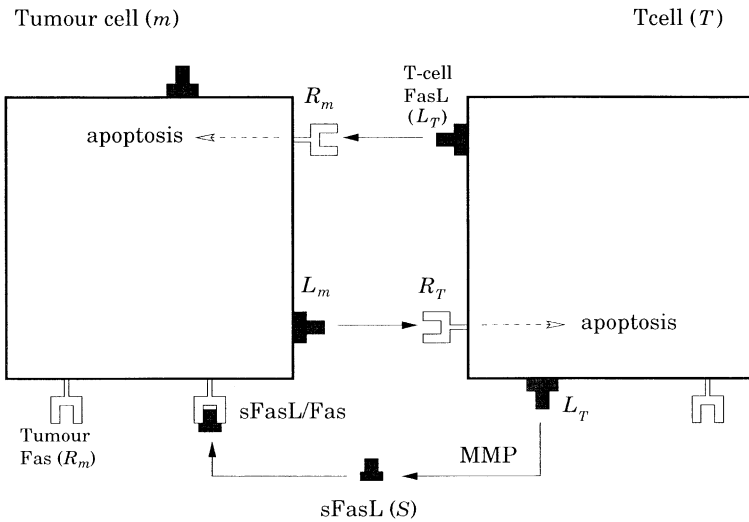 Tumour cell (m)
Tcell (T)
T-cell
FasL
(L_T)
R_m
apoptosis
L_m
R_T
apoptosis
sFasL/Fas
L_T
Tumour
Fas (R_m)
MMP
sFasL (S)